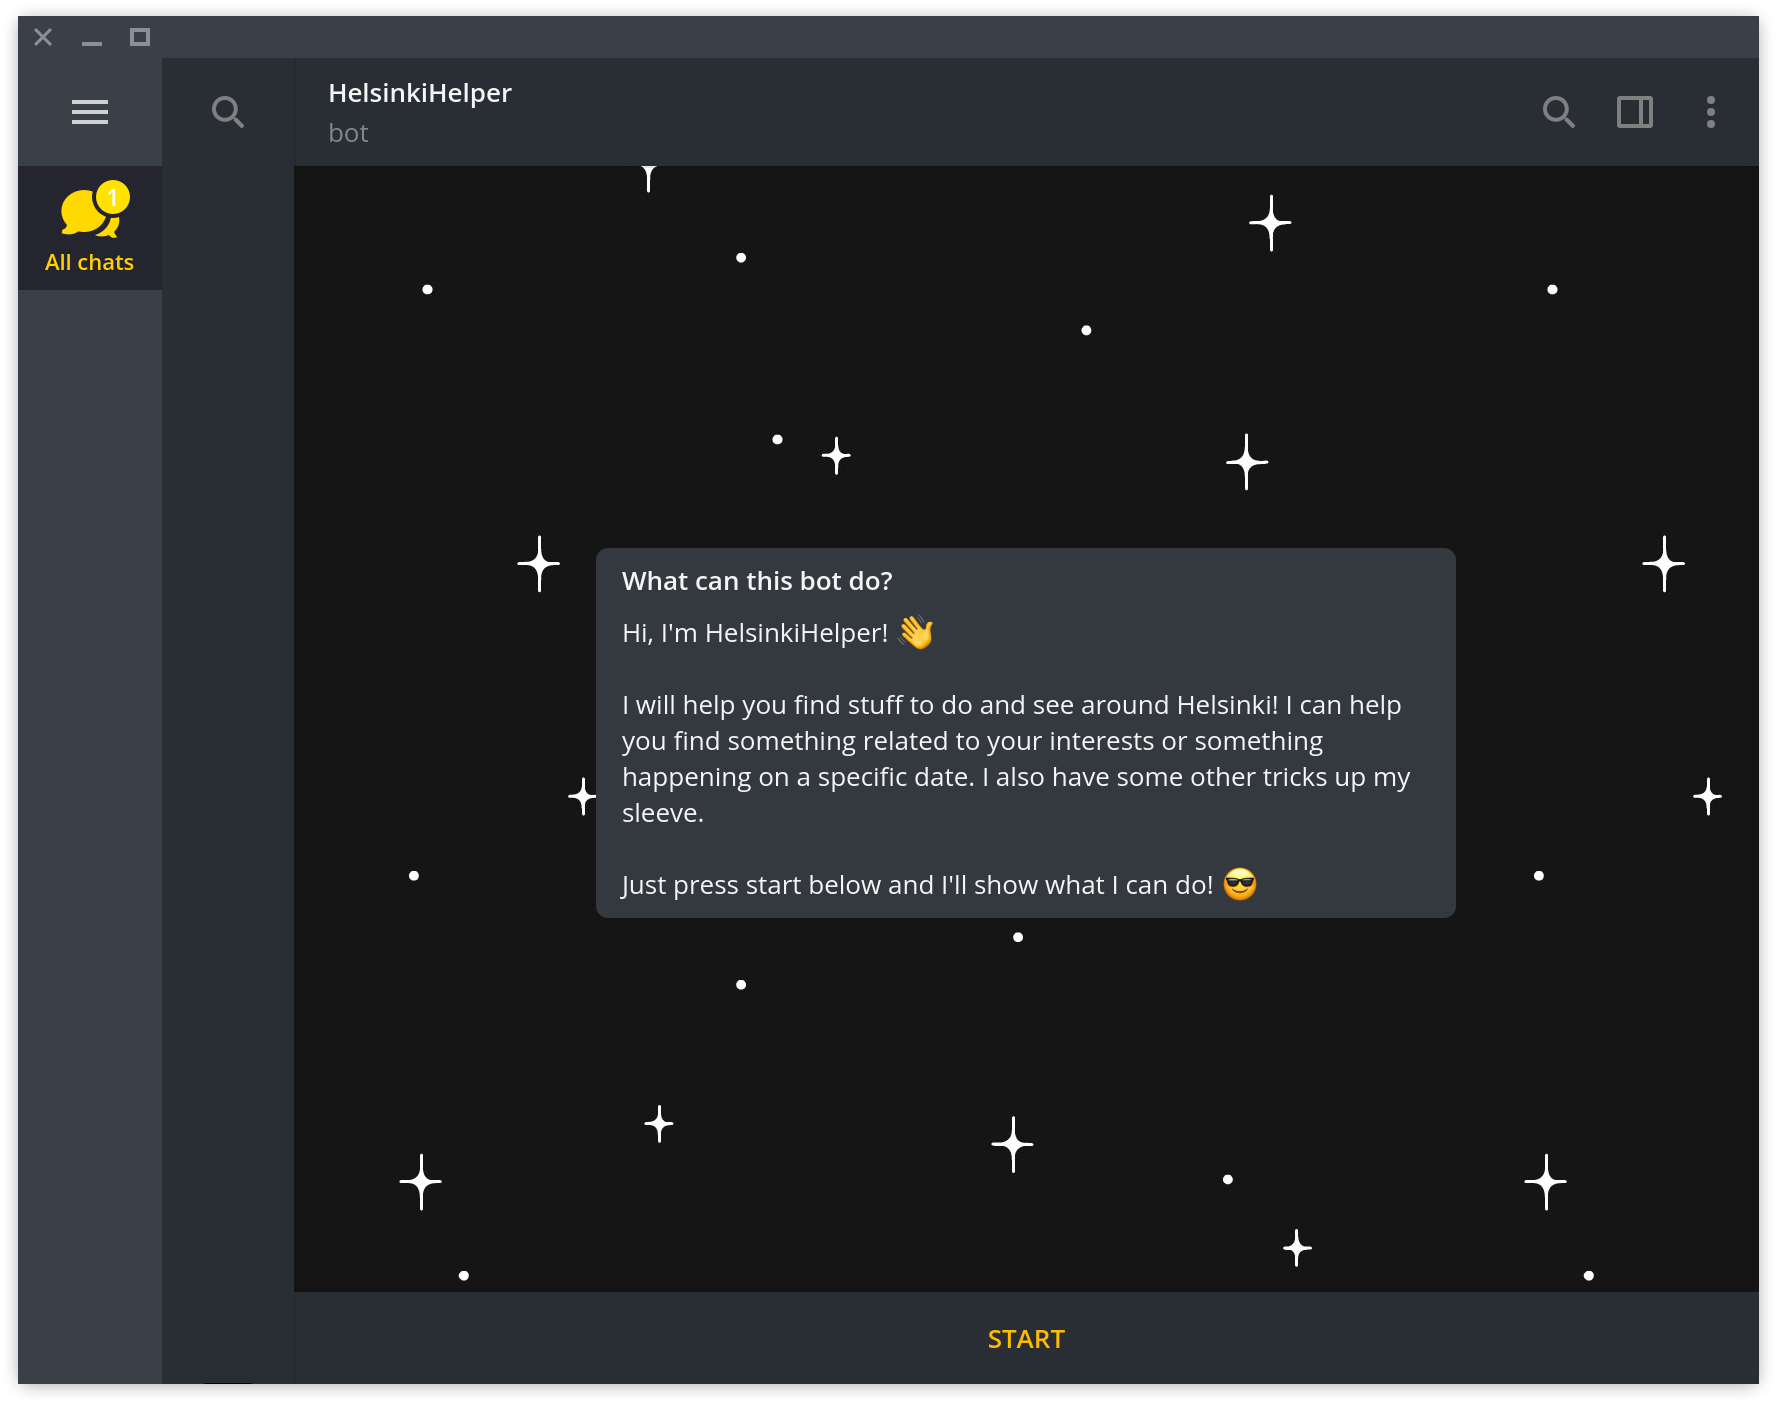 HelsinkiHelper
bot
1
All chats
What can this bot do?
Hi, I'm HelsinkiHelper! 👋
I will help you find stuff to do and see around Helsinki! I can help
you find something related to your interests or something
happening on a specific date. I also have some other tricks up my
sleeve.
Just press start below and I'll show what I can do! 😎
START